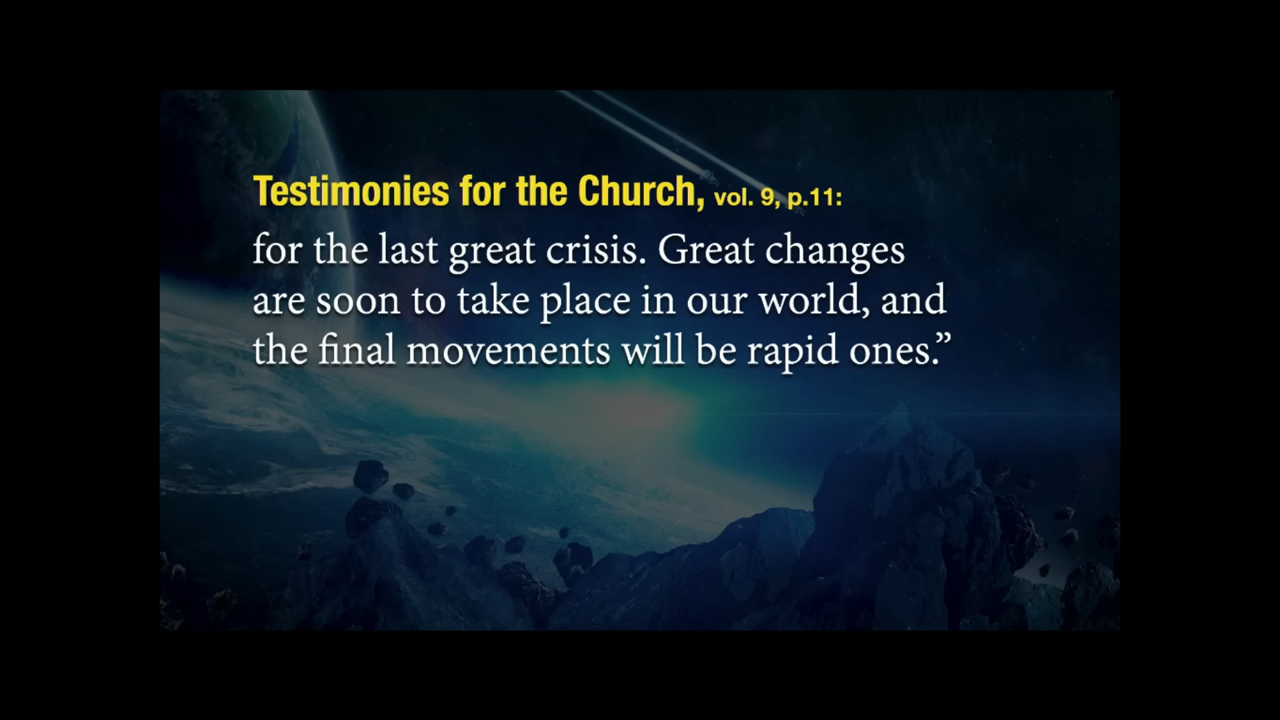 Testimonies for the Church, vol. 9, p.11:
for the last great crisis. Great changes
are soon to take place in our world, and
the final movements will be rapid ones.”